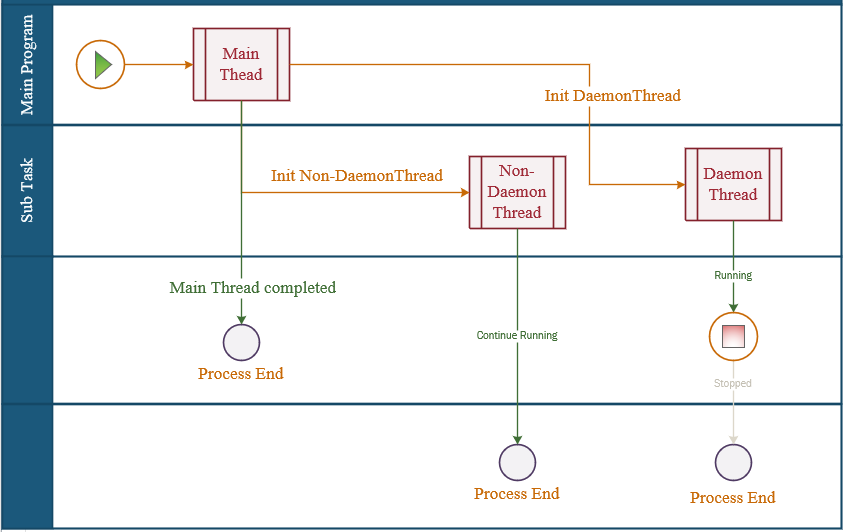 Main Program
Main
Thead
Init DaemonThread
Sub Task
Init Non-DaemonThread
Non-
Daemon
Thread
Daemon
Thread
Running
Main Thread completed
Continue Running
Process End
Stopped
Process End
Process End